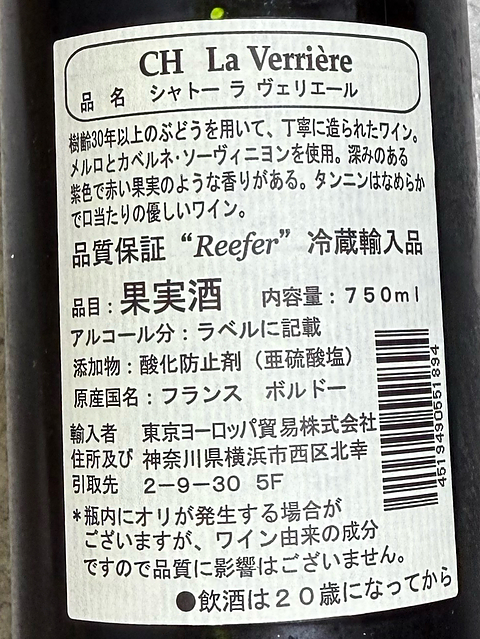 CH La Verrière
品 名 シャトー ラ ヴェリエール
樹齢30年以上のぶどうを用いて、丁寧に造られたワイン。
メルロとカベルネ・ソーヴィニヨンを使用。深みのある
紫色で赤い果実のような香りがある。タンニンはなめらか
で口当たりの優しいワイン。
品質保証 “Reefer” 冷蔵輸入品
品目：果実酒 内容量：７５０ml
アルコール分：ラベルに記載
添加物：酸化防止剤（亜硫酸塩）
原産国名：フランス ボルドー
輸入者 東京ヨーロッパ貿易株式会社
住所及び 神奈川県横浜市西区北幸
引取先 ２−９−３０ ５F
4519490551894
＊瓶内にオリが発生する場合が
ございますが、ワイン由来の成分
ですので品質に影響はございません。
●飲酒は２０歳になってから